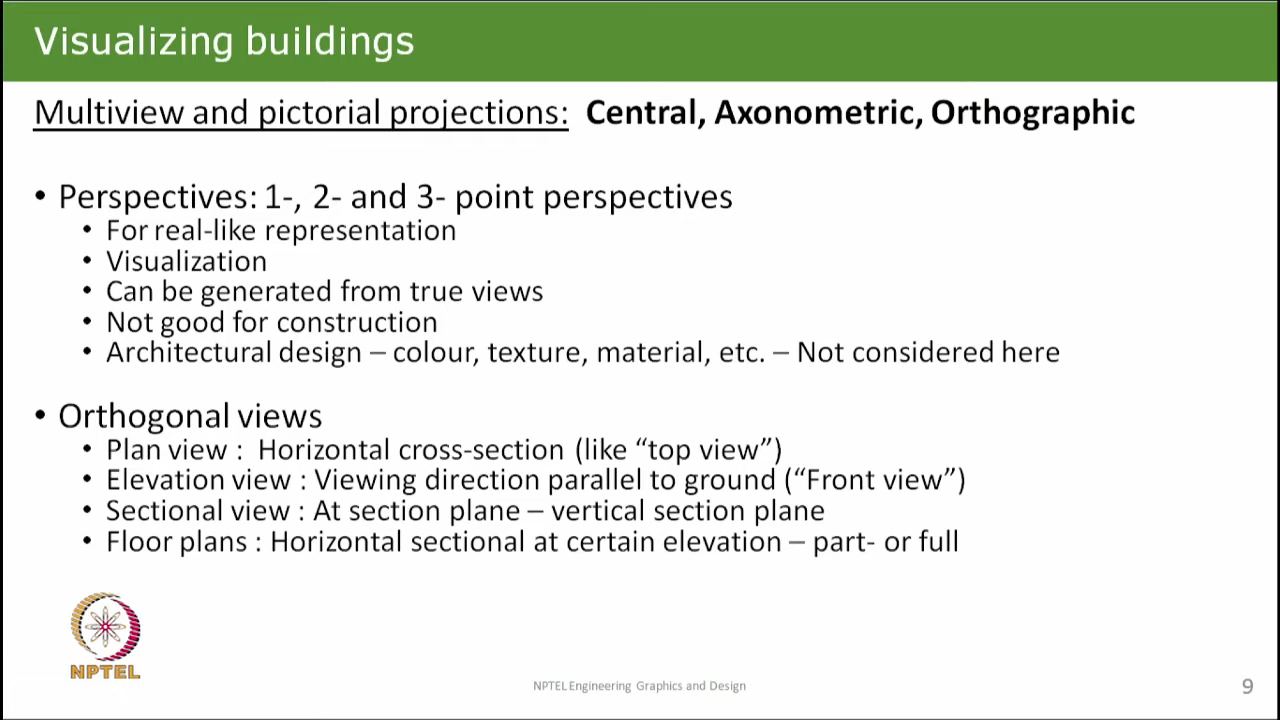 Visualizing buildings
Multiview and pictorial projections: Central, Axonometric, Orthographic
• Perspectives: 1-, 2- and 3- point perspectives
• For real-like representation
• Visualization
• Can be generated from true views
• Not good for construction
• Architectural design – colour, texture, material, etc. – Not considered here
• Orthogonal views
• Plan view : Horizontal cross-section (like “top view”)
• Elevation view : Viewing direction parallel to ground (“Front view”)
• Sectional view : At section plane – vertical section plane
• Floor plans : Horizontal sectional at certain elevation – part- or full
NPTEL
NPTEL Engineering Graphics and Design
9